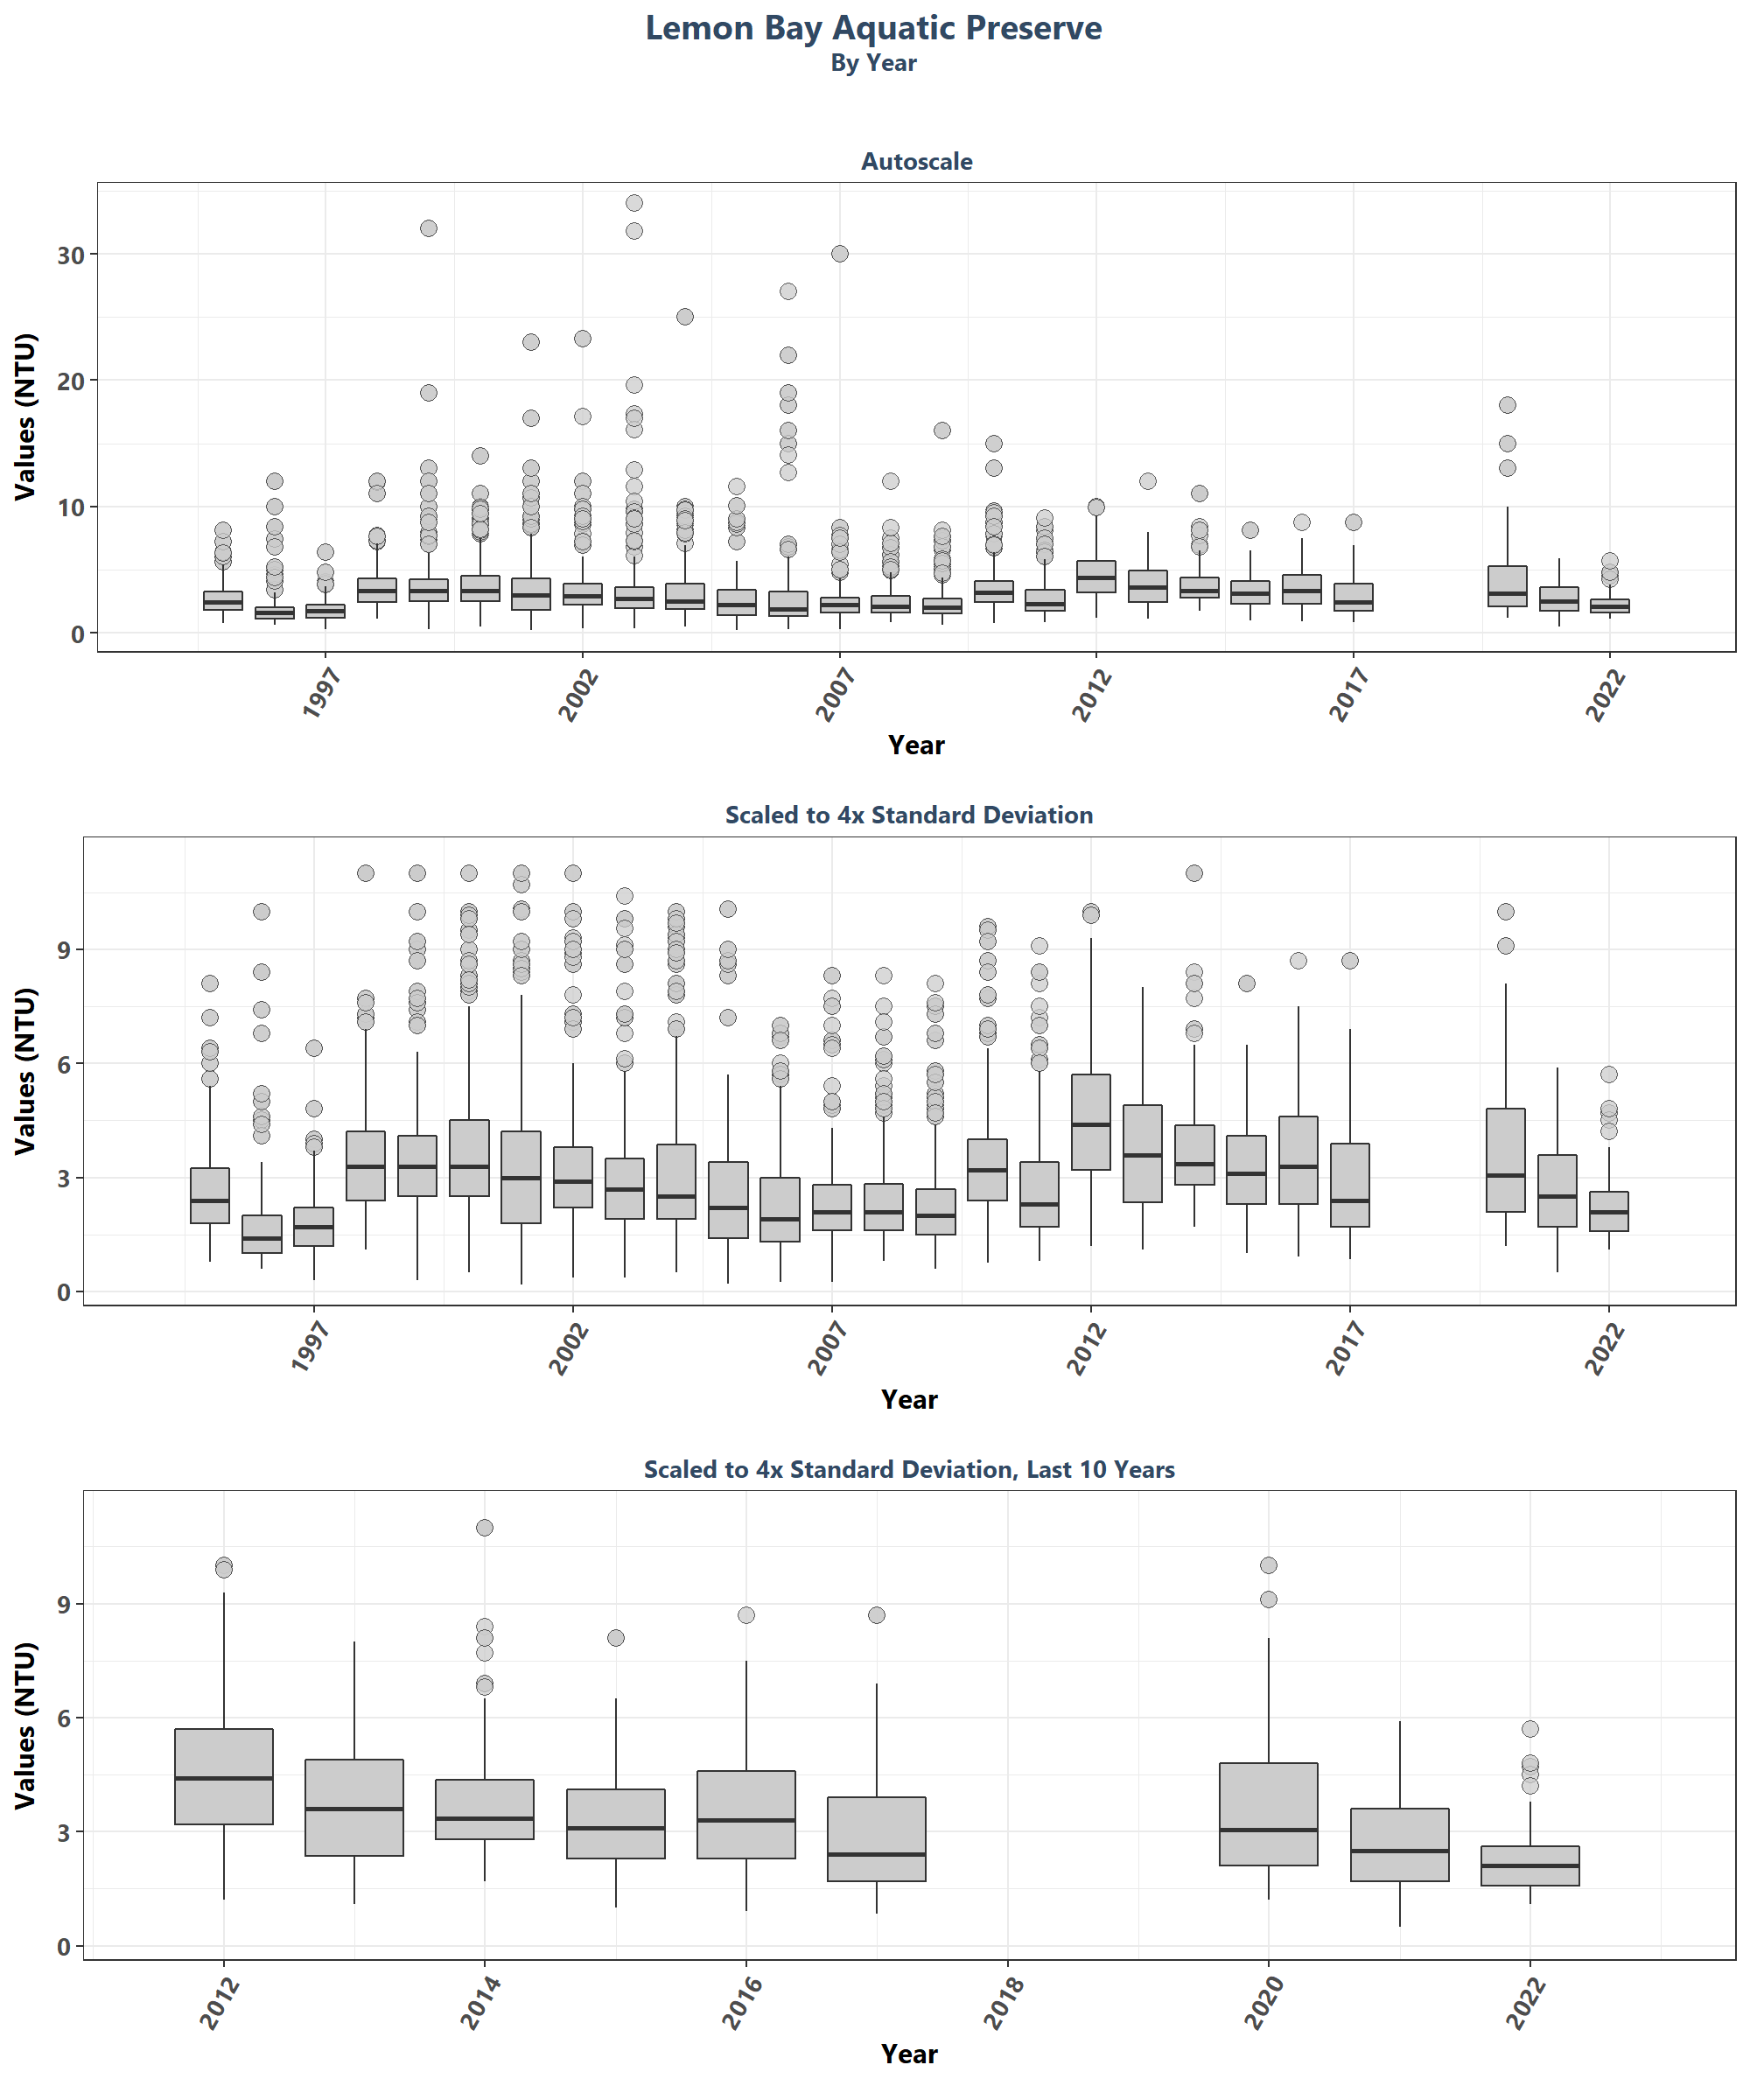 Lemon Bay Aquatic Preserve
By Year
Autoscale
Values (NTU)
30
20
10
0
1997
2002
2007
2012
2017
2022
Year
Scaled to 4x Standard Deviation
Values (NTU)
9
6
3
0
1997
2002
2007
2012
2017
2022
Year
Scaled to 4x Standard Deviation, Last 10 Years
Values (NTU)
9
6
3
0
2012
2014
2016
2018
2020
2022
Year